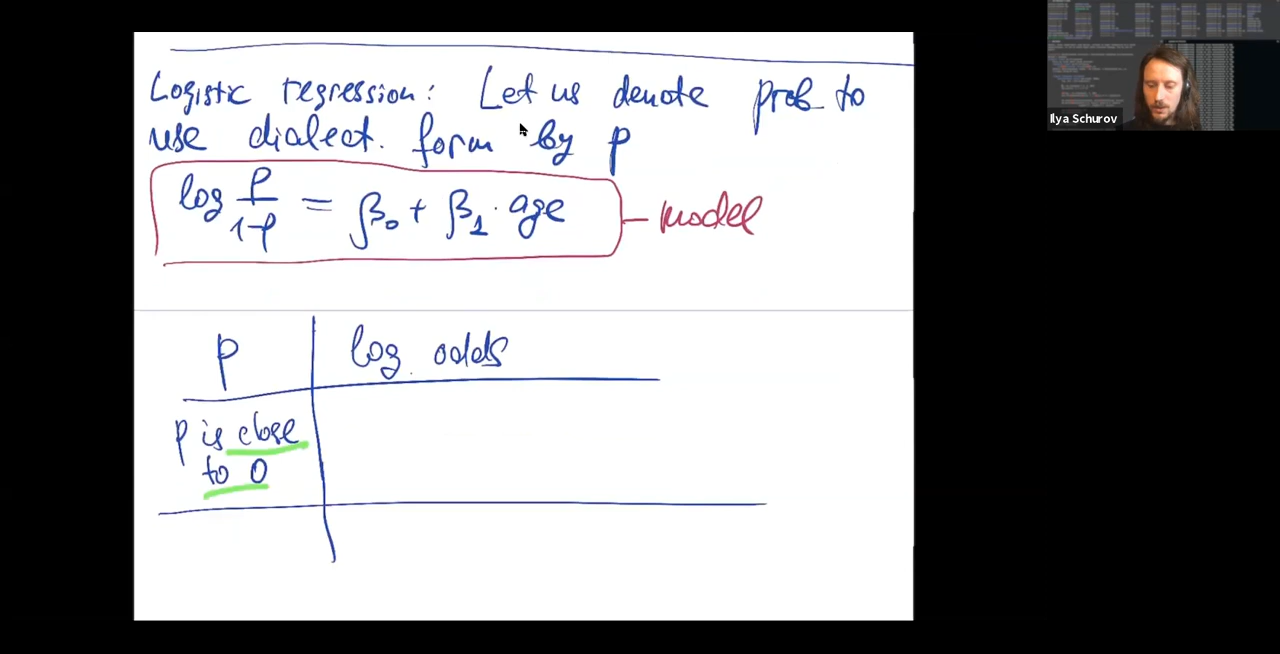 Logistic regression: Let us denote prob to
use dialect. form by p
log p/1-p = β₀ + β₁ · age
model
p
log. odds
p is close
to 0
Ilya Schurov